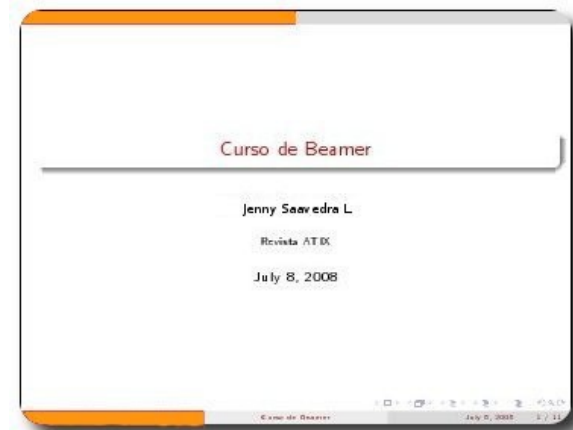 Curso de Beamer
Jenny Saavedra L.
Revista ATIX
July 8, 2008
Curso de Beamer July 8, 2008 1 / 11